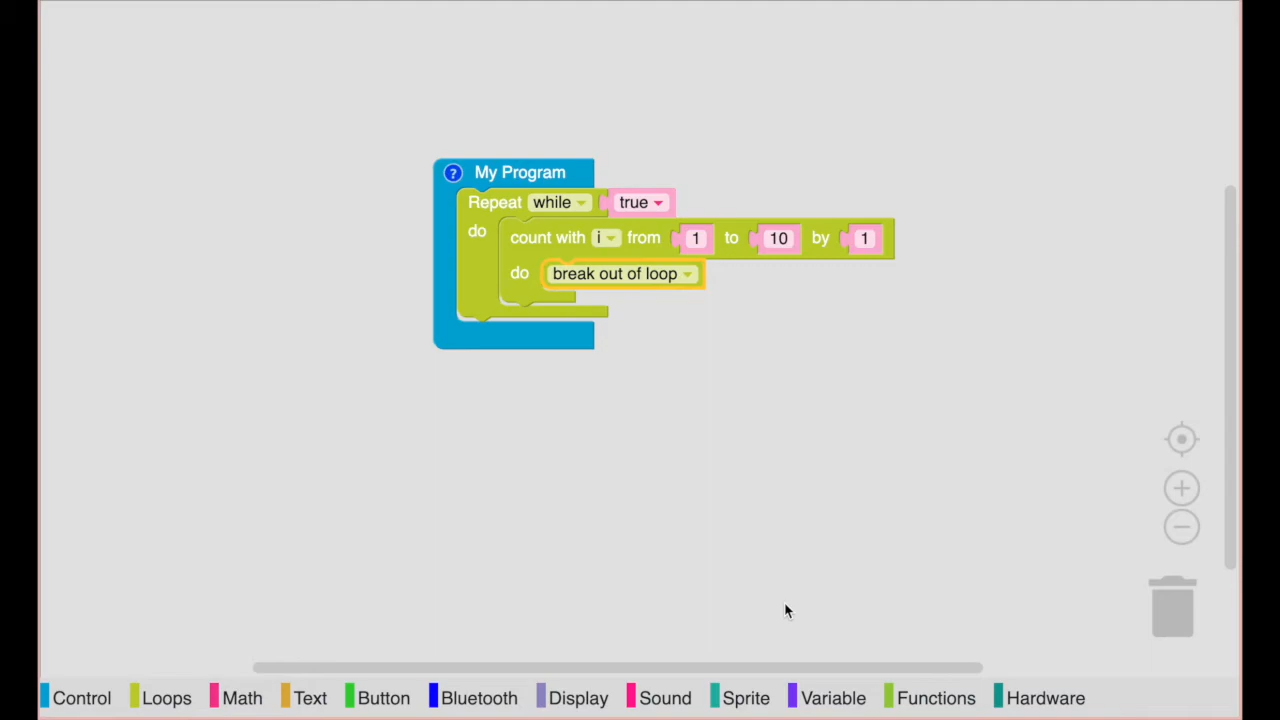 ? My Program
Repeat while true
do count with i from 1 to 10 by 1
do break out of loop
Control Loops Math Text Button Bluetooth Display Sound Sprite Variable Functions Hardware